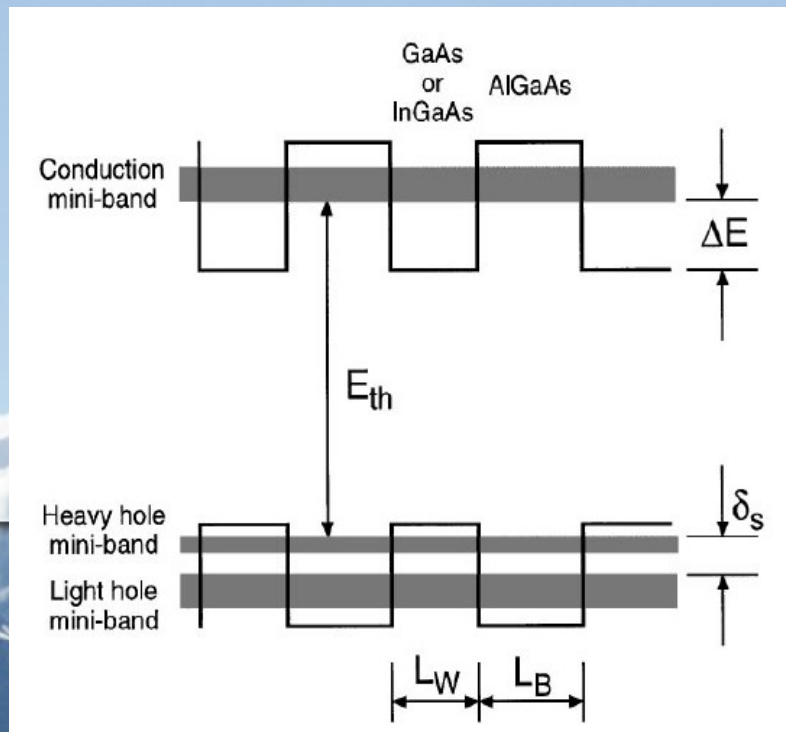 GaAs
or
InGaAs
AlGaAs
Conduction
mini-band
ΔE
E_th
Heavy hole
mini-band
δ_s
Light hole
mini-band
L_W
L_B